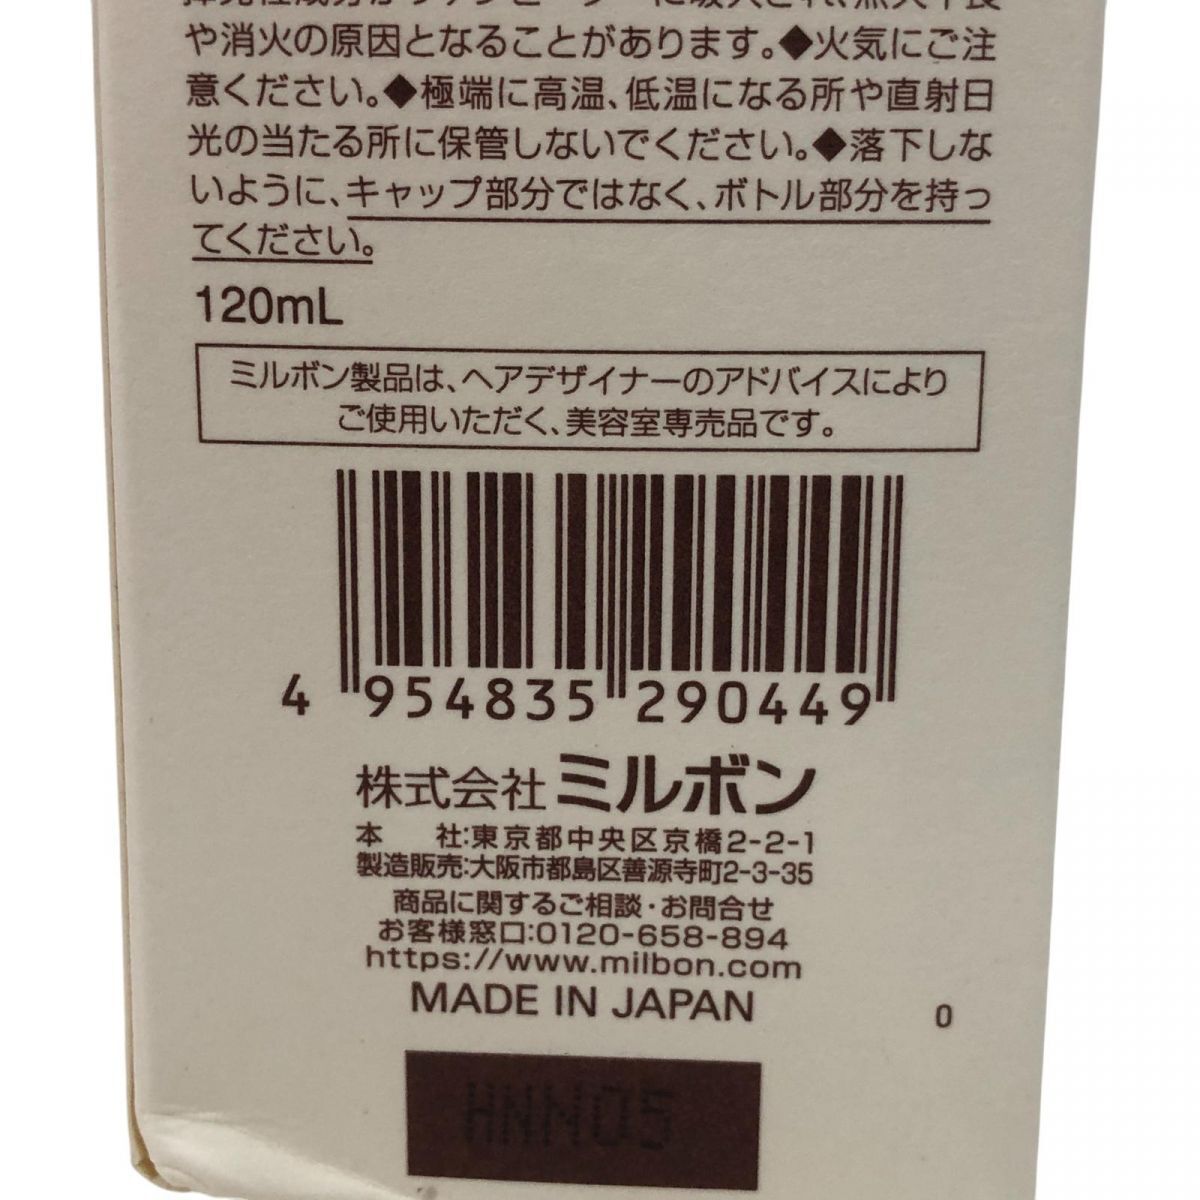 や消火の原因となることがあります。◆火気にご注
意ください。◆極端に高温、低温になる所や直射日
光の当たる所に保管しないでください。◆落下しな
いように、キャップ部分ではなく、ボトル部分を持っ
てください。
120mL
ミルボン製品は、ヘアデザイナーのアドバイスにより
ご使用いただく、美容室専売品です。
4 954835 290449
株式会社 ミルボン
本 社:東京都中央区京橋2-2-1
製造販売:大阪市都島区善源寺町2-3-35
商品に関するご相談・お問合せ
お客様窓口:0120-658-894
https://www.milbon.com
MADE IN JAPAN
0
HNNO5